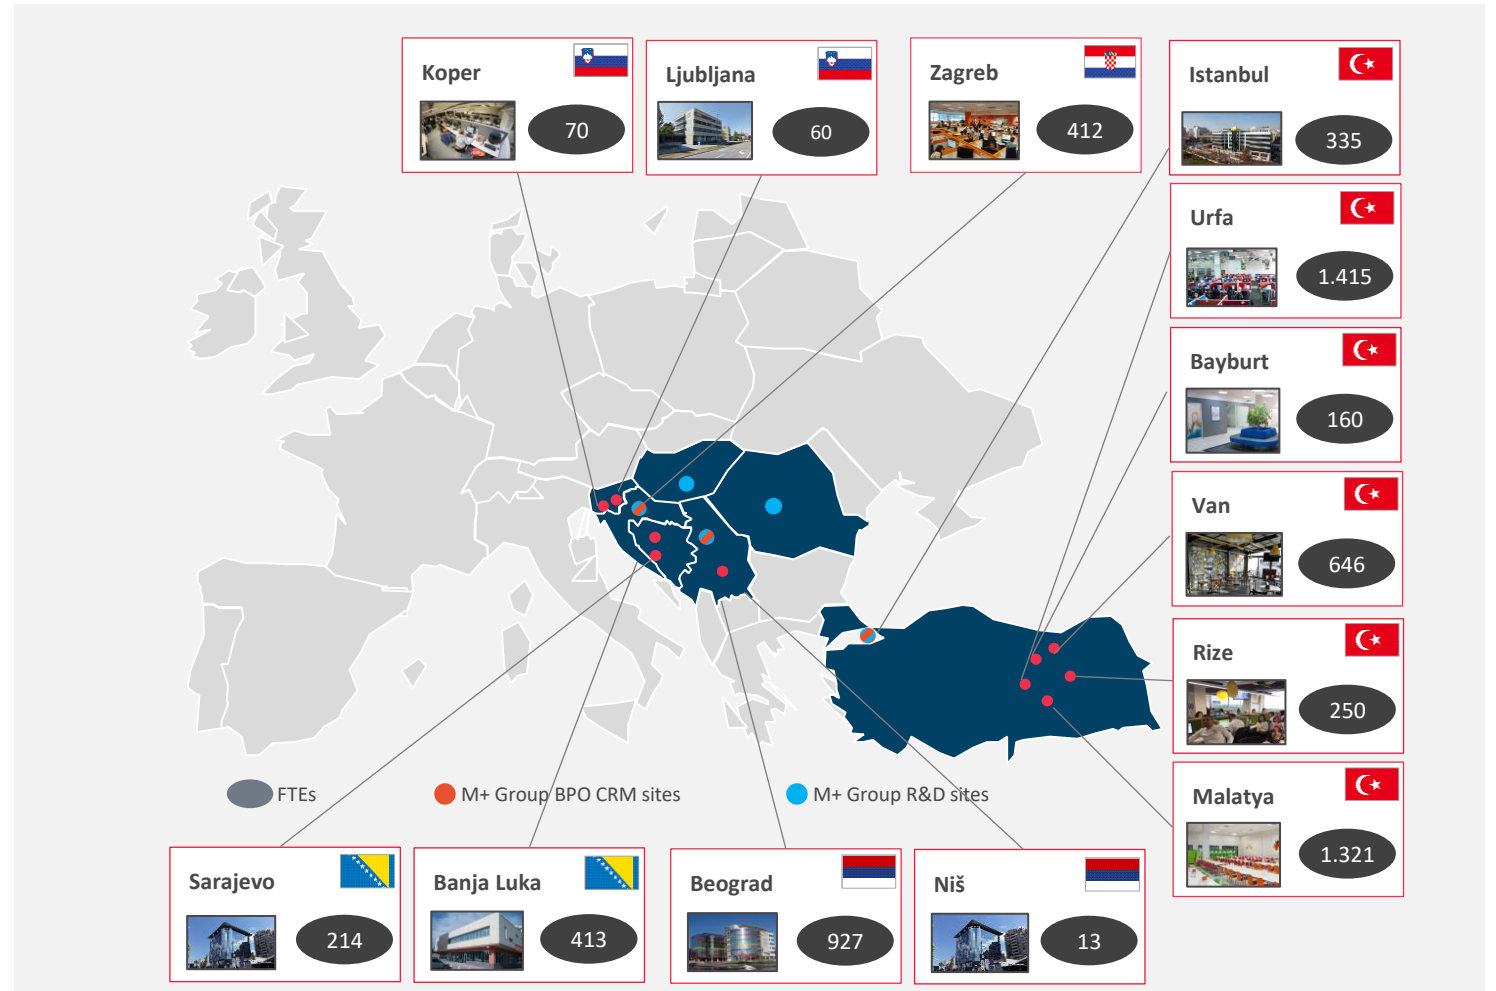 Koper
70
Ljubljana
60
Zagreb
412
Istanbul
335
Urfa
1.415
Bayburt
160
Van
646
Rize
250
Malatya
1.321
FTEs
M+ Group BPO CRM sites
M+ Group R&D sites
Sarajevo
214
Banja Luka
413
Beograd
927
Niš
13